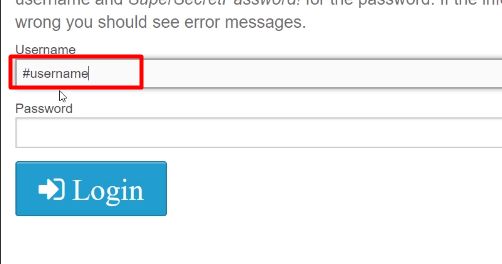 username and SuperSecretPassword! for the password. If the info
wrong you should see error messages.
Username
#username
Password
Login